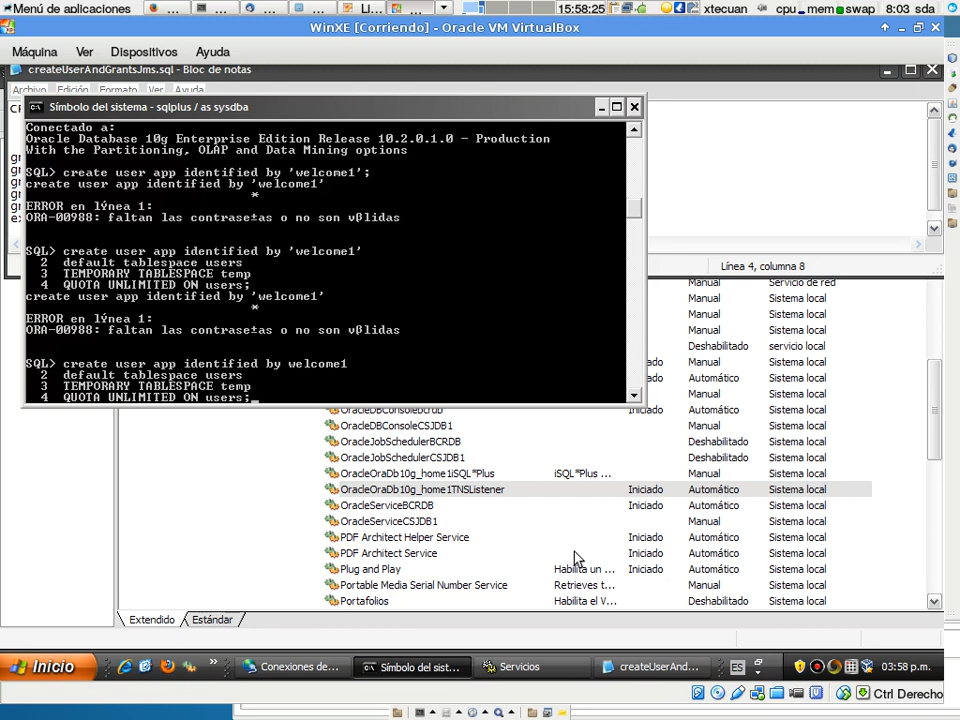 Menú de aplicaciones
...
...
...
...
Li...
...
15:58:25
xtecuan
cpu
mem
swap
8:03 sda
WinXE [Corriendo] - Oracle VM VirtualBox
Máquina Ver Dispositivos Ayuda
createUserAndGrantsJms.sql - Bloc de notas
Archivo Edición Formato Ver Ayuda
Símbolo del sistema - sqlplus / as sysdba
Conectado a:
Oracle Database 10g Enterprise Edition Release 10.2.0.1.0 - Production
With the Partitioning, OLAP and Data Mining options
SQL> create user app identified by 'welcome1';
create user app identified by 'welcome1'
*
ERROR en lÝnea 1:
ORA-00988: faltan las contrase±as o no son vßlidas
SQL> create user app identified by 'welcome1'
2 default tablespace users
3 TEMPORARY TABLESPACE temp
4 QUOTA UNLIMITED ON users;
create user app identified by 'welcome1'
*
ERROR en lÝnea 1:
ORA-00988: faltan las contrase±as o no son vßlidas
SQL> create user app identified by welcome1
2 default tablespace users
3 TEMPORARY TABLESPACE temp
4 QUOTA UNLIMITED ON users;
Línea 4, columna 8
Manual Servicio de red
Manual Sistema local
Manual Sistema local
Manual Sistema local
Deshabilitado servicio local
Manual Sistema local
Automático Sistema local
Manual Sistema local
OracleDBConsolebcrdb Iniciado Automático Sistema local
OracleDBConsoleCSJDB1 Manual Sistema local
OracleJobSchedulerBCRDB Deshabilitado Sistema local
OracleJobSchedulerCSJDB1 Deshabilitado Sistema local
OracleOraDb10g_home1iSQL*Plus iSQL*Plus ... Manual Sistema local
OracleOraDb10g_home1TNSListener Iniciado Automático Sistema local
OracleServiceBCRDB Iniciado Automático Sistema local
OracleServiceCSJDB1 Manual Sistema local
PDF Architect Helper Service Iniciado Automático Sistema local
PDF Architect Service Iniciado Automático Sistema local
Plug and Play Habilita un ... Iniciado Automático Sistema local
Portable Media Serial Number Service Retrieves t... Manual Sistema local
Portafolios Habilita el V... Deshabilitado Sistema local
Extendido Estándar
Inicio
»
Conexiones de...
Símbolo del sist...
Servicios
createUserAnd...
ES
03:58 p.m.
Ctrl Derecho